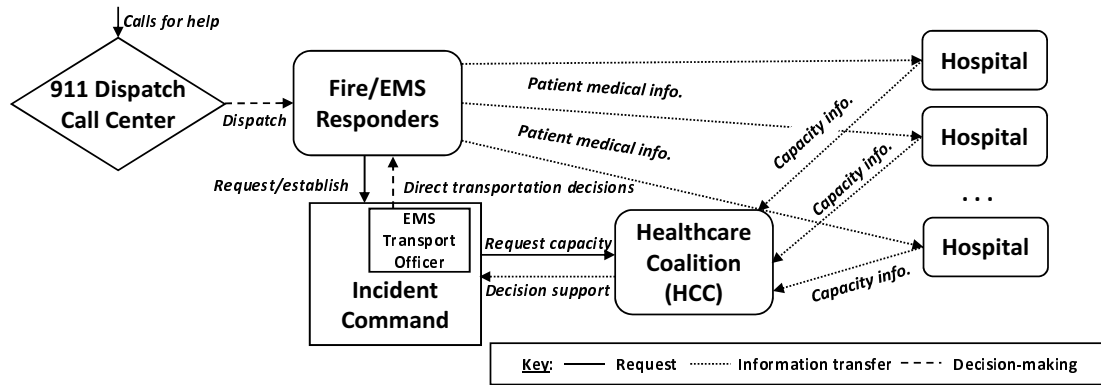 Calls for help
911 Dispatch
Call Center
Dispatch
Fire/EMS
Responders
Patient medical info.
Patient medical info.
Hospital
Capacity info.
Hospital
Capacity info.
. . .
Hospital
Capacity info.
Request/establish
Direct transportation decisions
EMS
Transport
Officer
Incident
Command
Request capacity
Decision support
Healthcare
Coalition
(HCC)
Key: Request Information transfer Decision-making